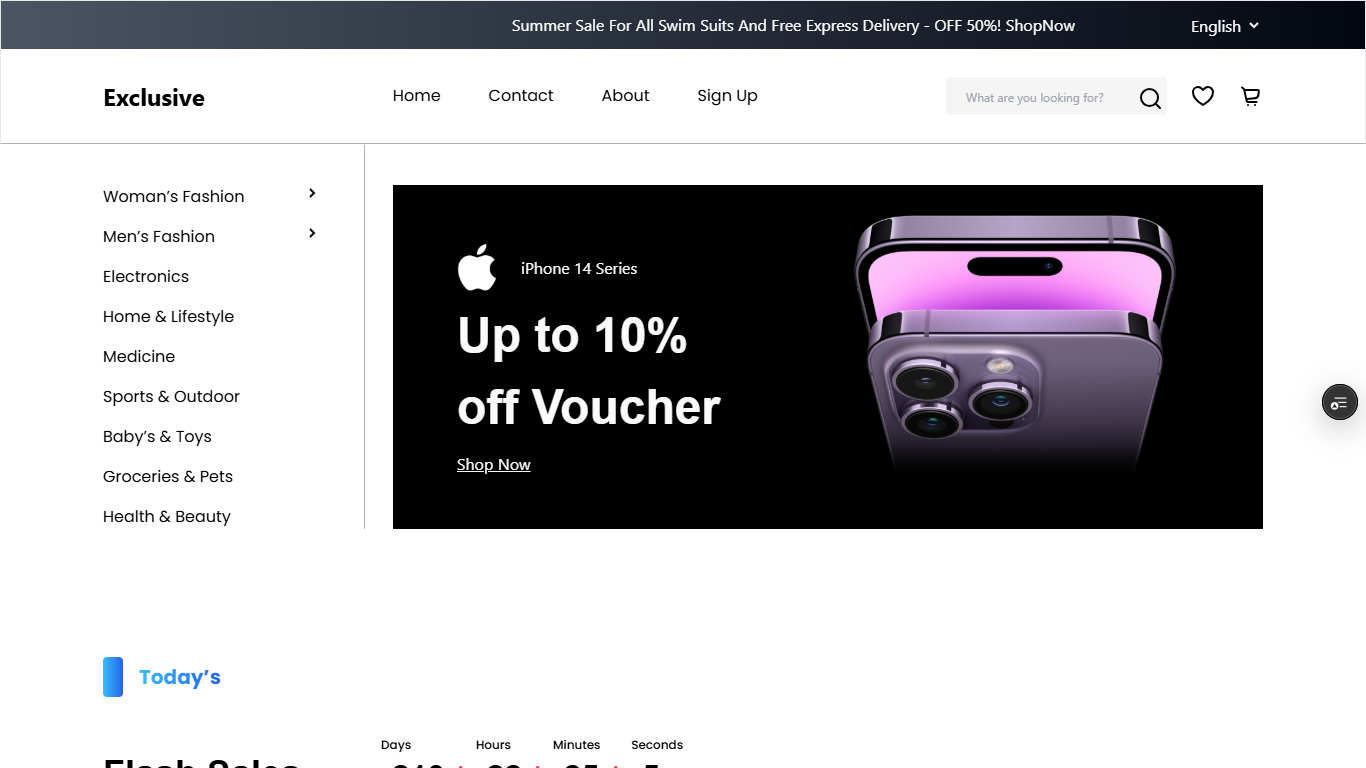 Summer Sale For All Swim Suits And Free Express Delivery - OFF 50%! ShopNow
English
Exclusive
Home
Contact
About
Sign Up
What are you looking for?
Woman’s Fashion
Men’s Fashion
Electronics
Home & Lifestyle
Medicine
Sports & Outdoor
Baby’s & Toys
Groceries & Pets
Health & Beauty
iPhone 14 Series
Up to 10%
off Voucher
Shop Now
Today’s
Days
Hours
Minutes
Seconds
Flash Sales